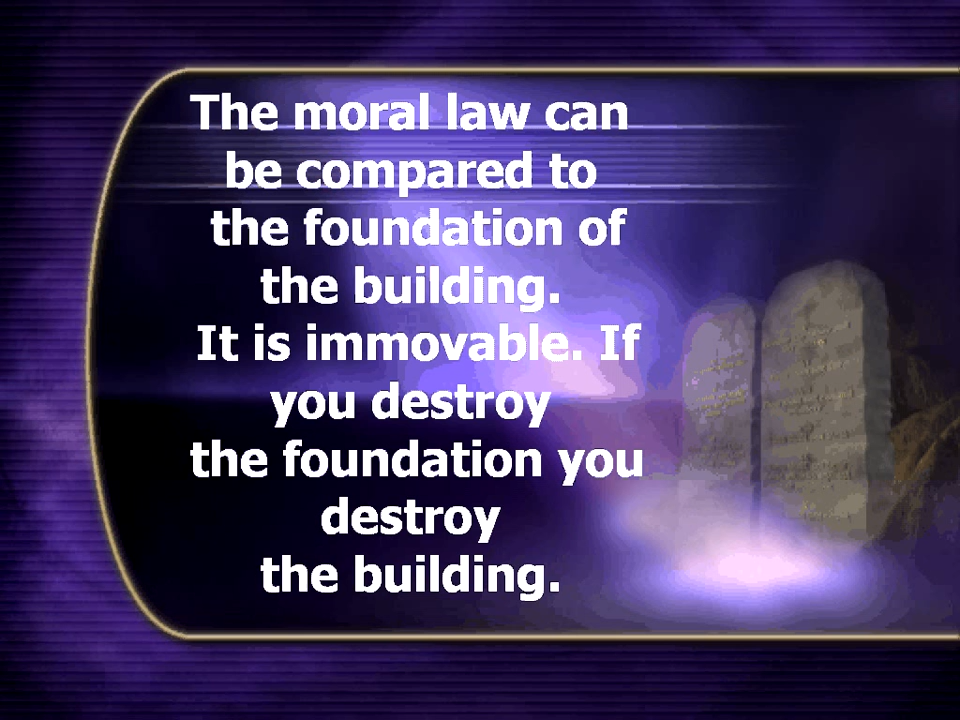 The moral law can
be compared to
the foundation of
the building.
It is immovable. If
you destroy
the foundation you
destroy
the building.